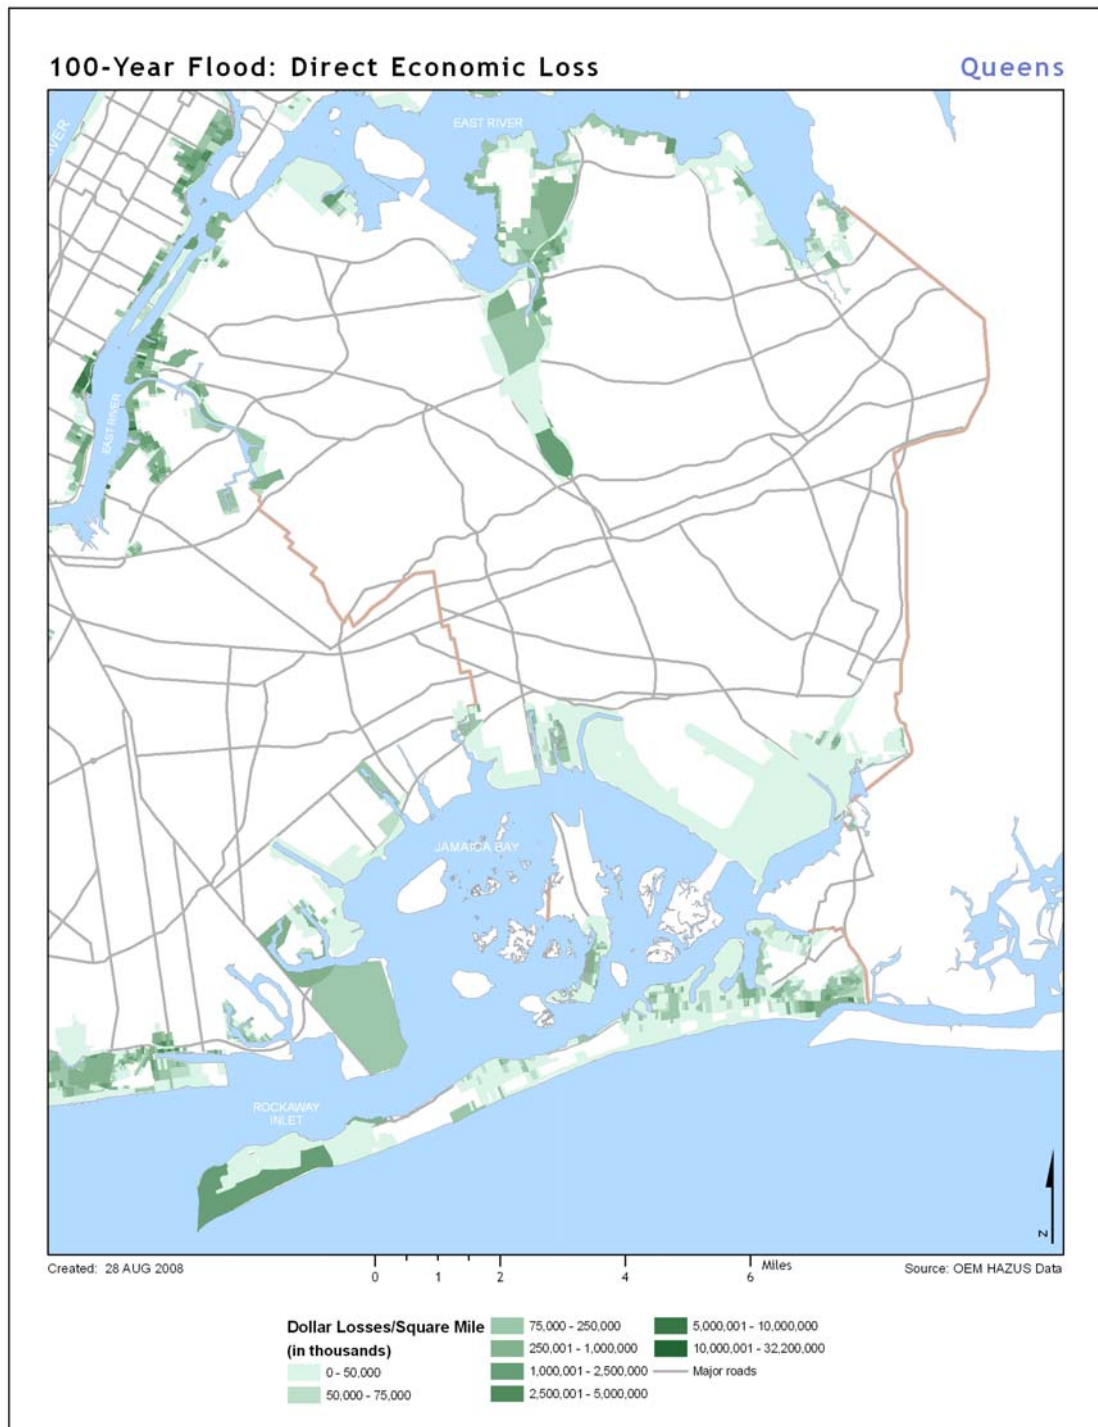 100-Year Flood: Direct Economic Loss
Queens
EAST RIVER
EAST RIVER
JAMAICA BAY
ROCKAWAY
INLET
N
Created: 28 AUG 2008
0 1 2 4 6 Miles
Source: OEM HAZUS Data
Dollar Losses/Square Mile
(in thousands)
0 - 50,000
50,000 - 75,000
75,000 - 250,000
250,001 - 1,000,000
1,000,001 - 2,500,000
2,500,001 - 5,000,000
5,000,001 - 10,000,000
10,000,001 - 32,200,000
Major roads